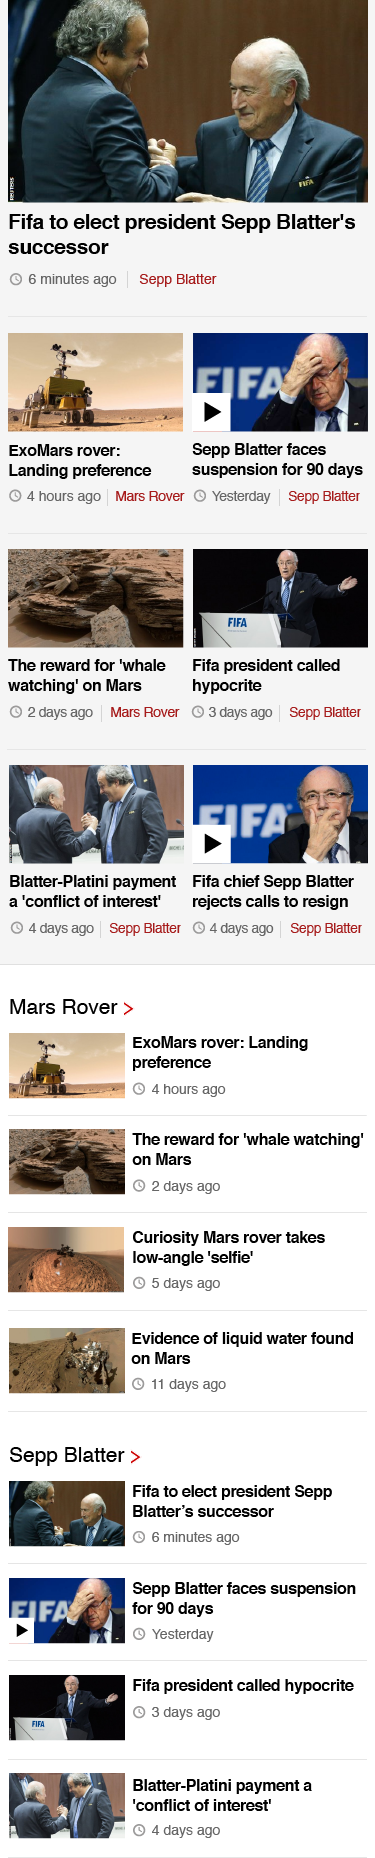 REUTERS
FIFA
Fifa to elect president Sepp Blatter's
successor
6 minutes ago
Sepp Blatter
FIFA
ExoMars rover:
Landing preference
4 hours ago
Mars Rover
Sepp Blatter faces
suspension for 90 days
Yesterday
Sepp Blatter
FIFA
The reward for 'whale
watching' on Mars
2 days ago
Mars Rover
Fifa president called
hypocrite
3 days ago
Sepp Blatter
FIFA
Blatter-Platini payment
a 'conflict of interest'
4 days ago
Sepp Blatter
Fifa chief Sepp Blatter
rejects calls to resign
4 days ago
Sepp Blatter
Mars Rover
ExoMars rover: Landing
preference
4 hours ago
The reward for 'whale watching'
on Mars
2 days ago
Curiosity Mars rover takes
low-angle 'selfie'
5 days ago
Evidence of liquid water found
on Mars
11 days ago
Sepp Blatter
Fifa to elect president Sepp
Blatter’s successor
6 minutes ago
FIFA
Sepp Blatter faces suspension
for 90 days
Yesterday
FIFA
Fifa president called hypocrite
3 days ago
Blatter-Platini payment a
'conflict of interest'
4 days ago